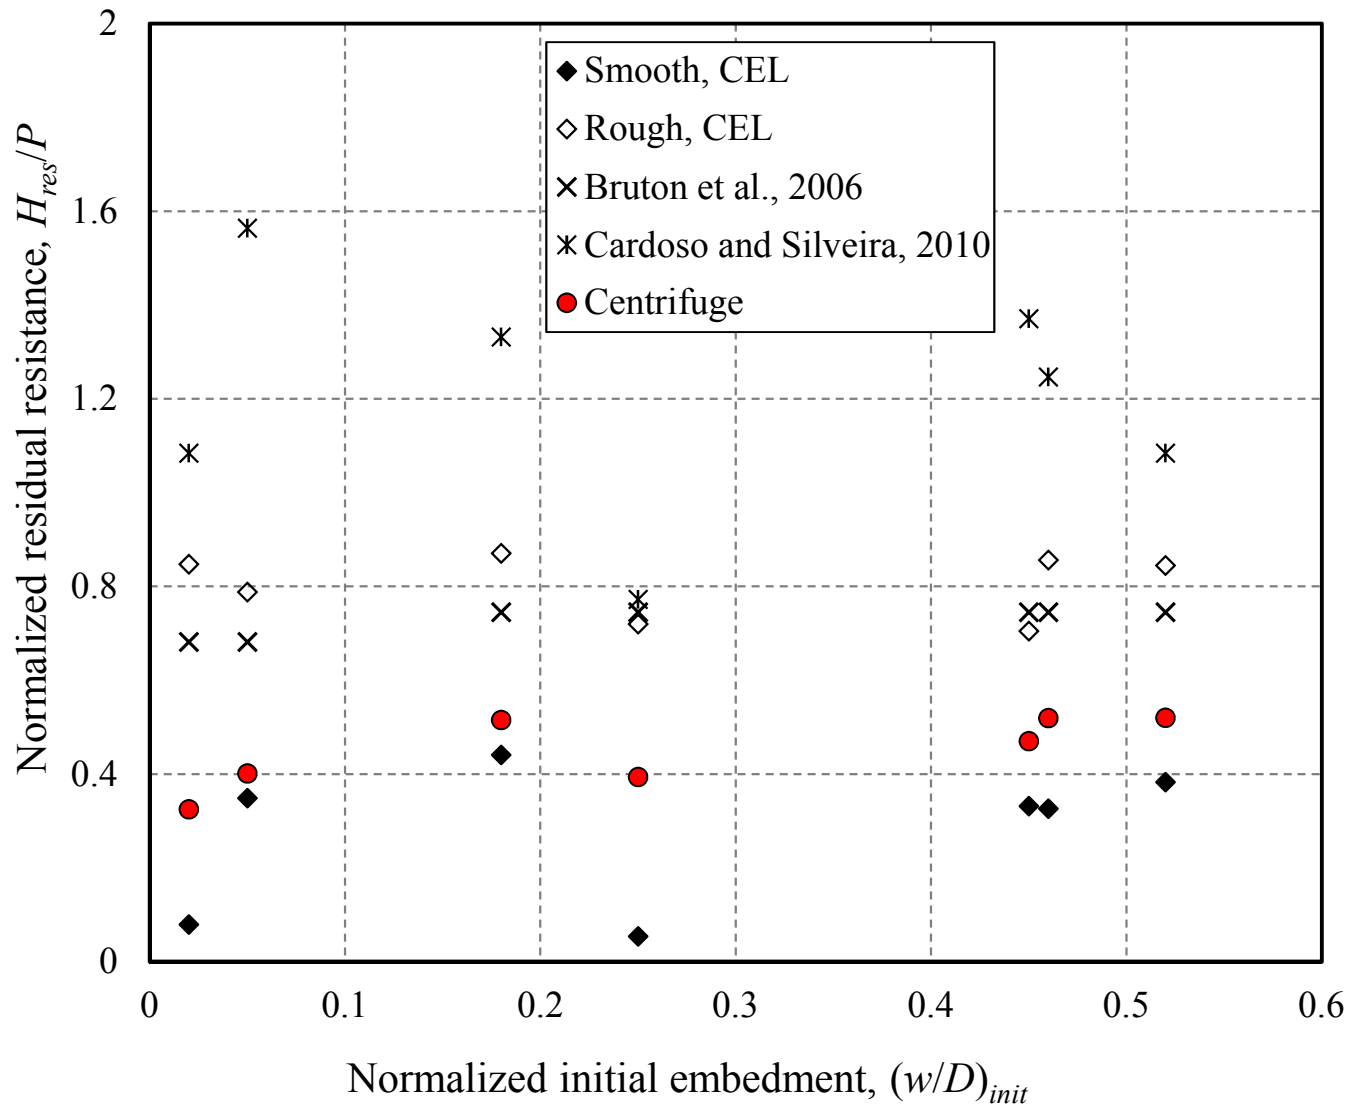 2
1.6
1.2
0.8
0.4
0
Normalized residual resistance, Hres/P
Smooth, CEL
Rough, CEL
Bruton et al., 2006
Cardoso and Silveira, 2010
Centrifuge
0 0.1 0.2 0.3 0.4 0.5 0.6
Normalized initial embedment, (w/D)init